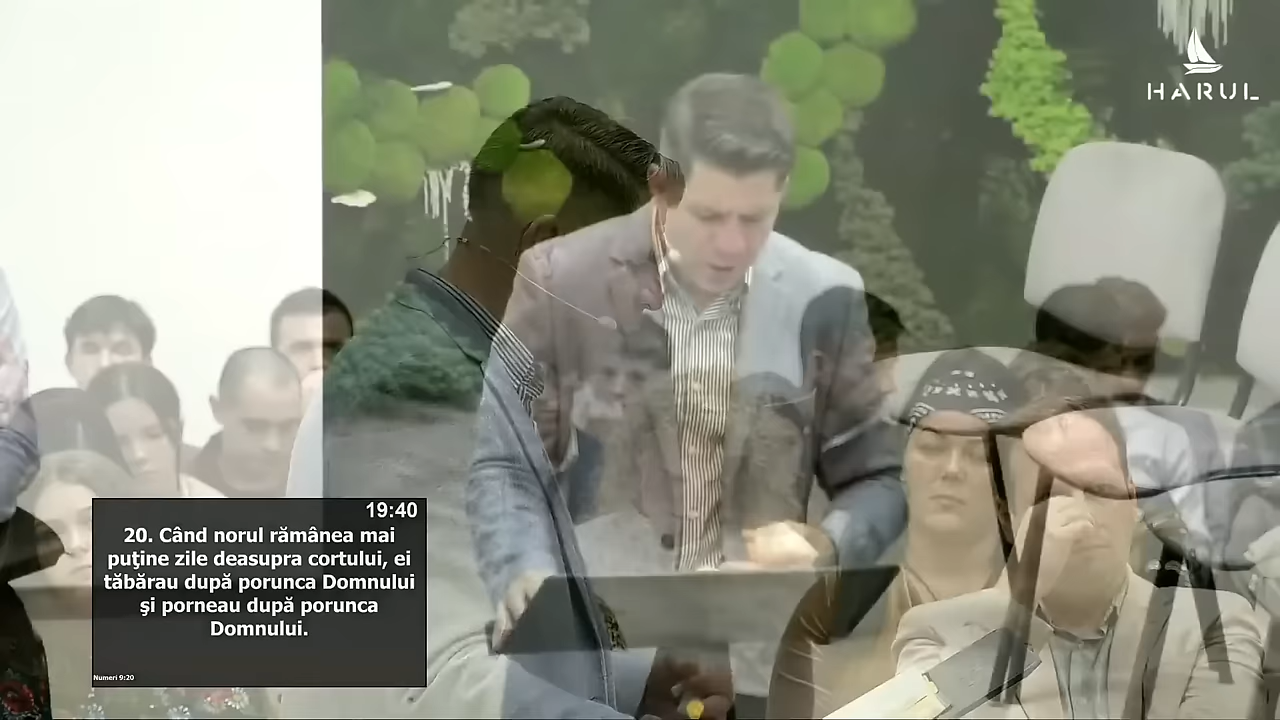 HARUL
19:40
20. Când norul rămânea mai
puţine zile deasupra cortului, ei
tăbărau după porunca Domnului
şi porneau după porunca
Domnului.
Numeri 9:20